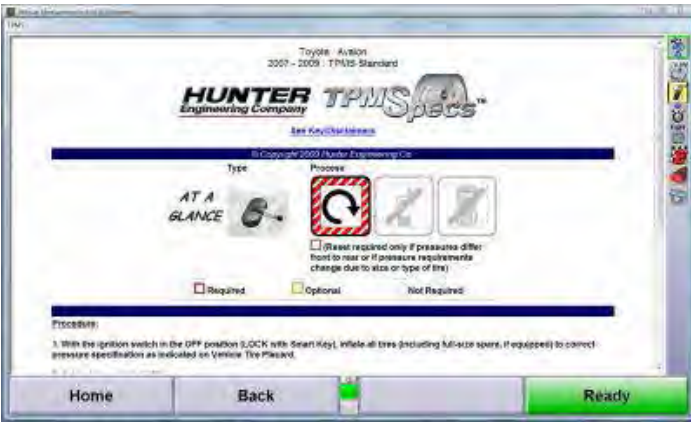 TPMS
Toyota : Avalon
2007 - 2009 : TPMS-Standard
HUNTER
Engineering Company
TPMSpecs™
See Key/Disclaimers
© Copyright 2009 Hunter Engineering Co.
Type
Process
AT A
GLANCE
(Reset required only if pressures differ
front to rear or if pressure requirements
change due to size or type of tire)
Required
Optional
Not Required
Procedure:
1. With the ignition switch in the OFF position (LOCK with Smart Key), inflate all tires (including full-size spare, if equipped) to correct
pressure specification as indicated on Vehicle Tire Placard.
Home
Back
Ready